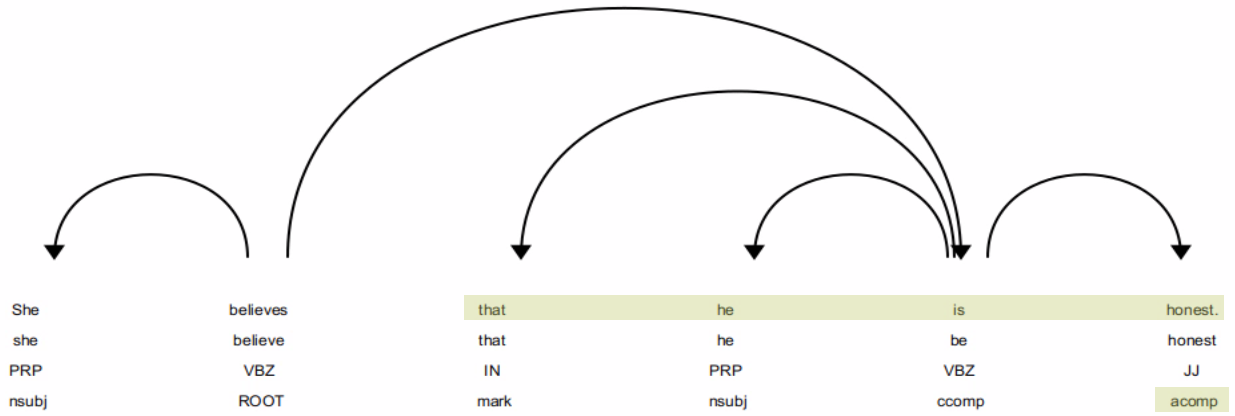 She believes that he is honest.
she believe that he be honest
PRP VBZ IN PRP VBZ JJ
nsubj ROOT mark nsubj ccomp acomp